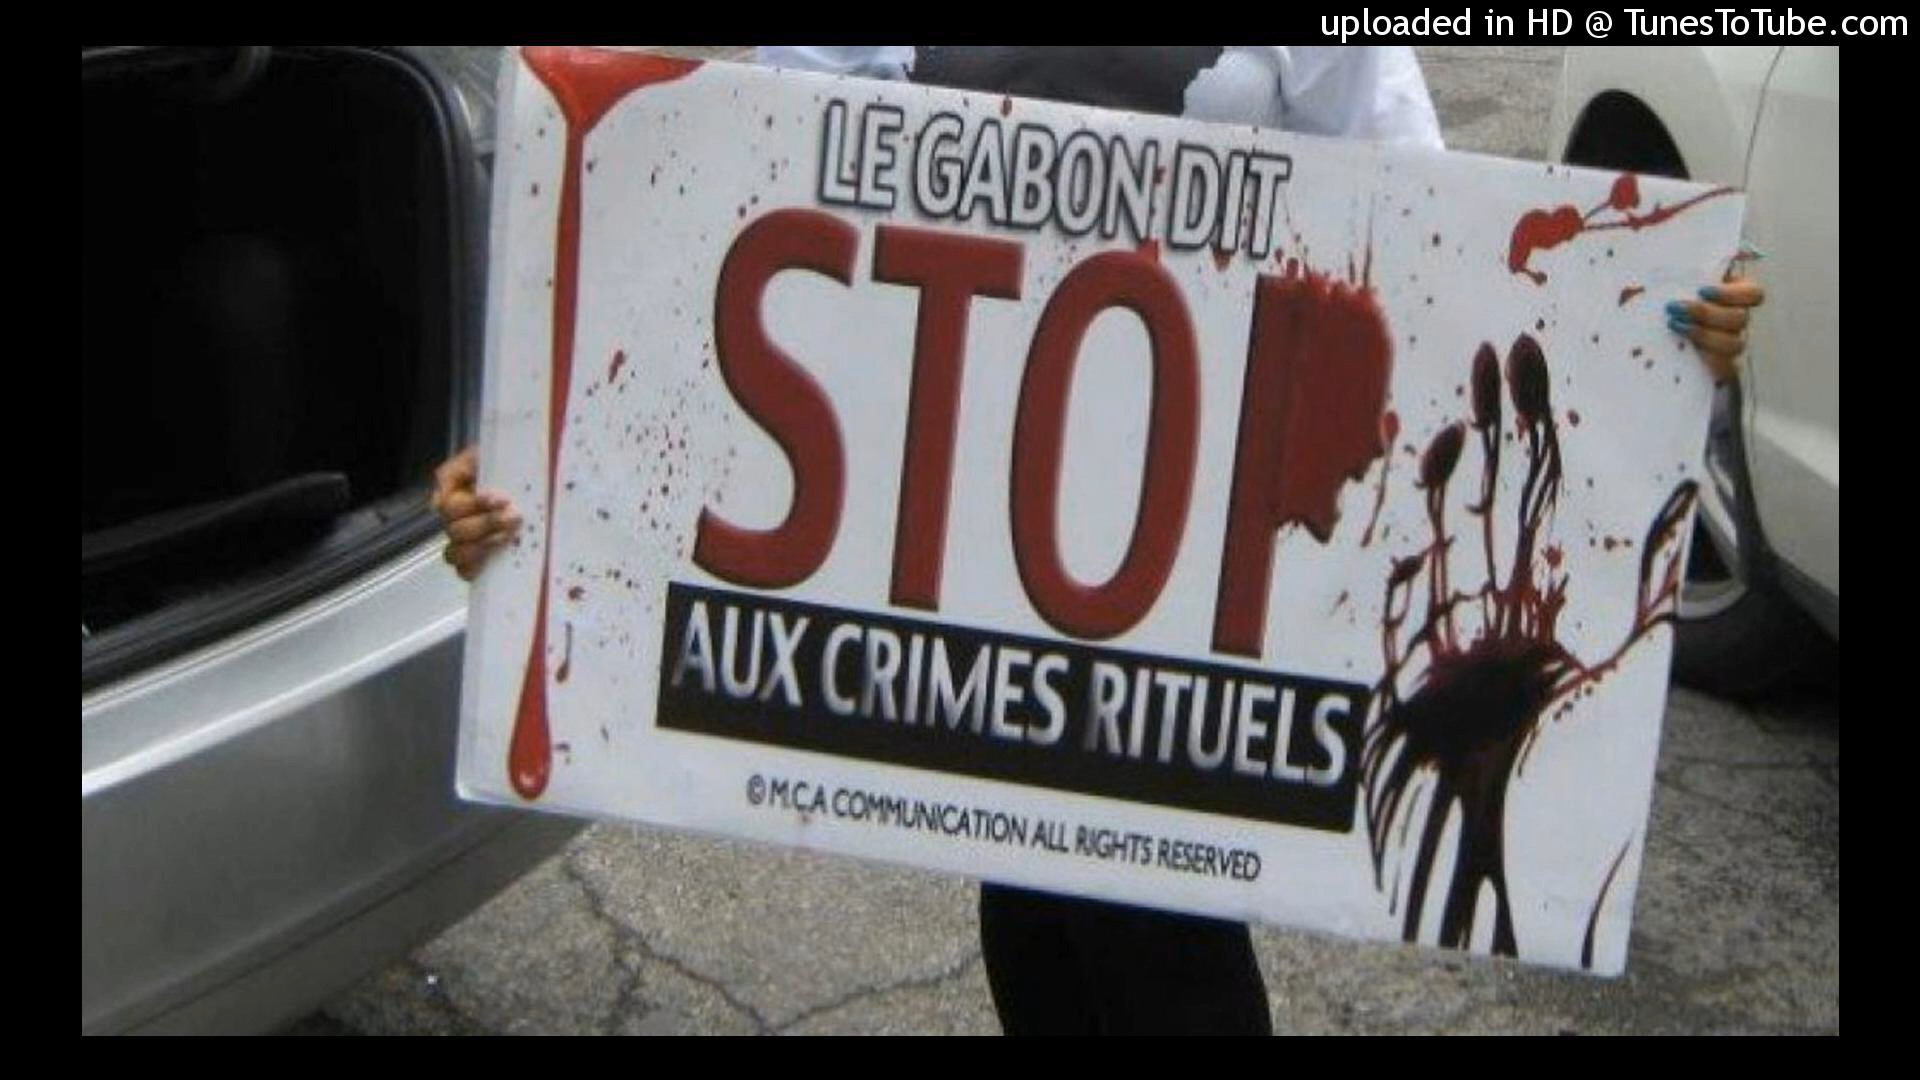 uploaded in HD @ TunesToTube.com
LE GABON DIT
STOP
AUX CRIMES RITUELS
© M.C.A COMMUNICATION ALL RIGHTS RESERVED